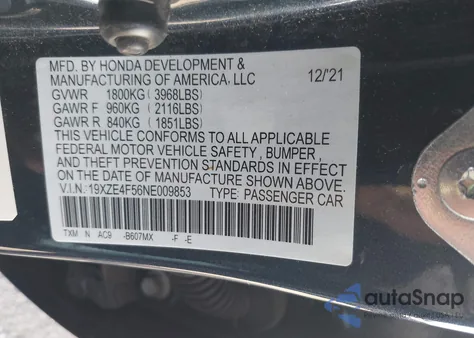 MFD. BY HONDA DEVELOPMENT &
MANUFACTURING OF AMERICA, LLC 12/'21
GVWR 1800KG (3968LBS)
GAWR F 960KG (2116LBS)
GAWR R 840KG (1851LBS)
THIS VEHICLE CONFORMS TO ALL APPLICABLE
FEDERAL MOTOR VEHICLE SAFETY, BUMPER,
AND THEFT PREVENTION STANDARDS IN EFFECT
ON THE DATE OF MANUFACTURE SHOWN ABOVE.
V.I.N. 19XZE4F56NE009853 TYPE: PASSENGER CAR
TXM N AC9 -B607MX -F -E
autoSnap